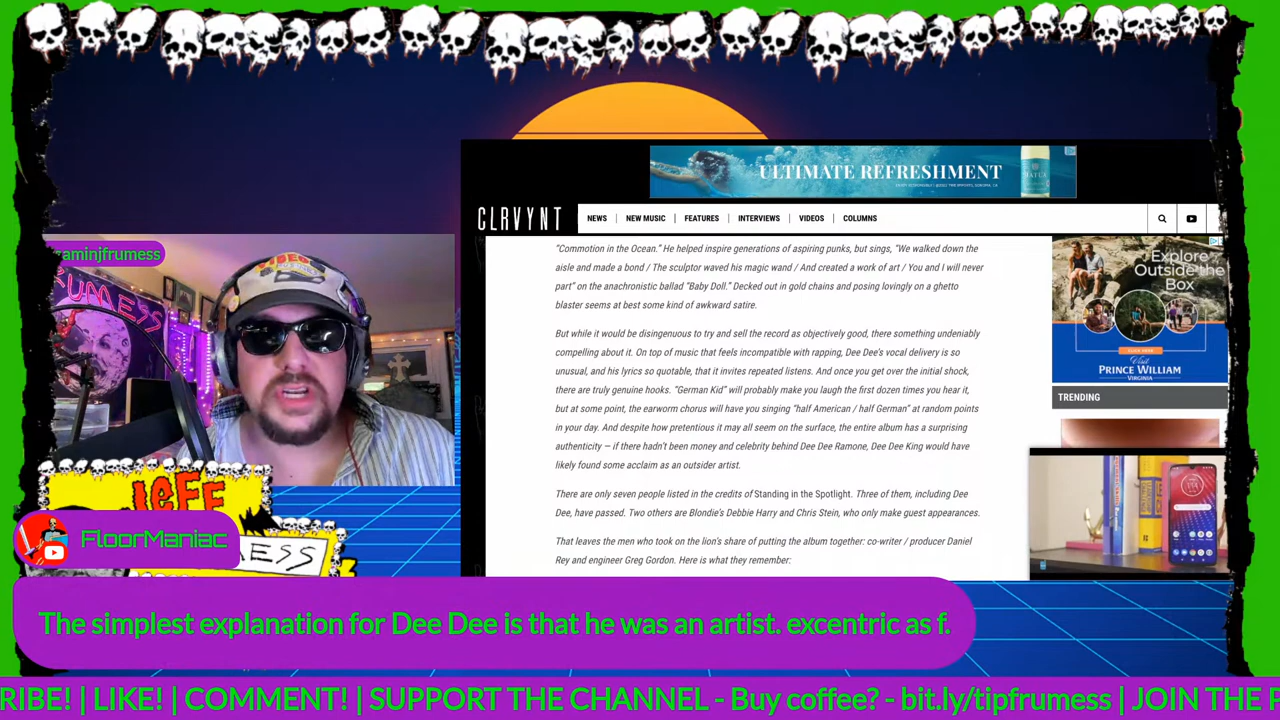 ULTIMATE REFRESHMENT
CLRVYNT
NEWS
NEW MUSIC
FEATURES
INTERVIEWS
VIDEOS
COLUMNS
aminjfrumess
“Commotion in the Ocean.” He helped inspire generations of aspiring punks, but sings, “We walked down the
aisle and made a bond / The sculptor waved his magic wand / And created a work of art / You and I will never
part” on the anachronistic ballad “Baby Doll.” Decked out in gold chains and posing lovingly on a ghetto
blaster seems at best some kind of awkward satire.
But while it would be disingenuous to try and sell the record as objectively good, there something undeniably
compelling about it. On top of music that feels incompatible with rapping, Dee Dee’s vocal delivery is so
unusual, and his lyrics so quotable, that it invites repeated listens. And once you get over the initial shock,
there are truly genuine hooks. “German Kid” will probably make you laugh the first dozen times you hear it,
but at some point, the earworm chorus will have you singing “half American / half German” at random points
in your day. And despite how pretentious it may all seem on the surface, the entire album has a surprising
authenticity — if there hadn’t been money and celebrity behind Dee Dee Ramone, Dee Dee King would have
likely found some acclaim as an outsider artist.
There are only seven people listed in the credits of Standing in the Spotlight. Three of them, including Dee
Dee, have passed. Two others are Blondie’s Debbie Harry and Chris Stein, who only make guest appearances.
That leaves the men who took on the lion’s share of putting the album together: co-writer / producer Daniel
Rey and engineer Greg Gordon. Here is what they remember:
Explore
Outside the
Box
Visit
PRINCE WILLIAM
VIRGINIA
TRENDING
VIDEO
RUMESS
JEFF
MESS
FloorManiac
The simplest explanation for Dee Dee is that he was an artist. excentric as f.
RIBE! | LIKE! | COMMENT! | SUPPORT THE CHANNEL - Buy coffee? - bit.ly/tipfrumess | JOIN THE F